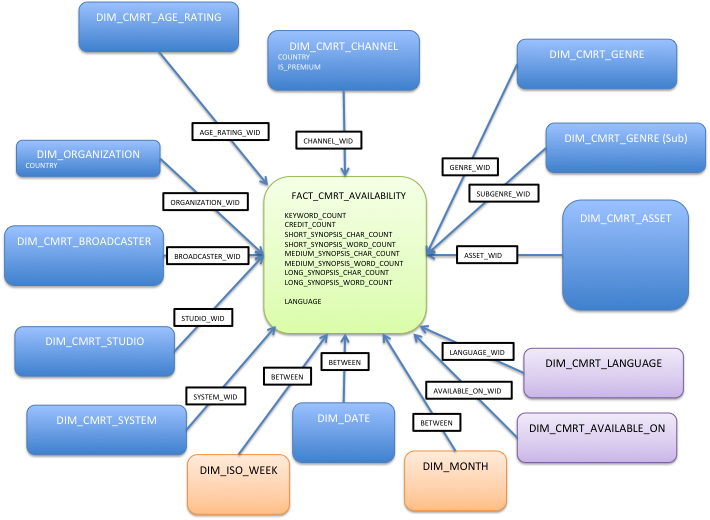 DIM_CMRT_AGE_RATING
DIM_CMRT_CHANNEL
COUNTRY
IS_PREMIUM
DIM_CMRT_GENRE
AGE_RATING_WID
CHANNEL_WID
DIM_CMRT_GENRE (Sub)
DIM_ORGANIZATION
COUNTRY
GENRE_WID
SUBGENRE_WID
ORGANIZATION_WID
FACT_CMRT_AVAILABILITY
KEYWORD_COUNT
CREDIT_COUNT
SHORT_SYNOPSIS_CHAR_COUNT
SHORT_SYNOPSIS_WORD_COUNT
MEDIUM_SYNOPSIS_CHAR_COUNT
MEDIUM_SYNOPSIS_WORD_COUNT
LONG_SYNOPSIS_CHAR_COUNT
LONG_SYNOPSIS_WORD_COUNT
LANGUAGE
DIM_CMRT_ASSET
DIM_CMRT_BROADCASTER
BROADCASTER_WID
ASSET_WID
STUDIO_WID
DIM_CMRT_STUDIO
BETWEEN
LANGUAGE_WID
DIM_CMRT_LANGUAGE
BETWEEN
SYSTEM_WID
AVAILABLE_ON_WID
DIM_CMRT_SYSTEM
DIM_DATE
BETWEEN
DIM_CMRT_AVAILABLE_ON
DIM_ISO_WEEK
DIM_MONTH